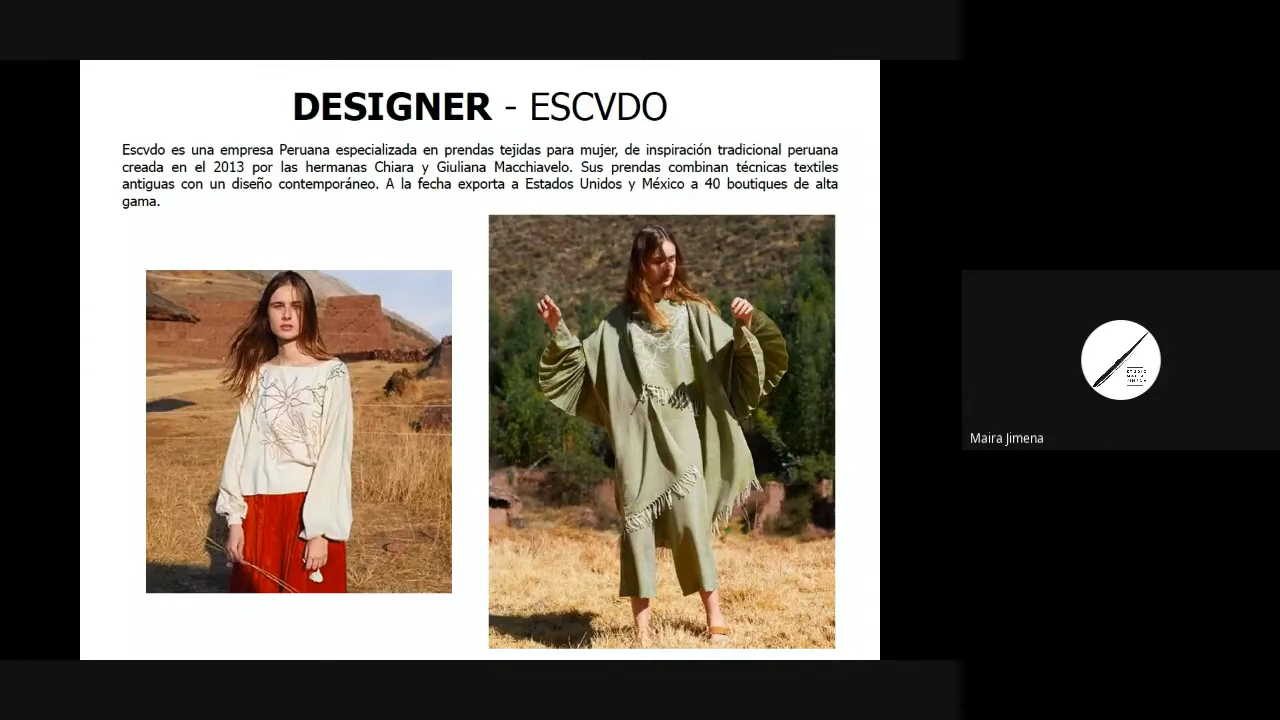 DESIGNER - ESCVDO
Escvdo es una empresa Peruana especializada en prendas tejidas para mujer, de inspiración tradicional peruana
creada en el 2013 por las hermanas Chiara y Giuliana Macchiavelo. Sus prendas combinan técnicas textiles
antiguas con un diseño contemporáneo. A la fecha exporta a Estados Unidos y México a 40 boutiques de alta
gama.
Maira Jimena